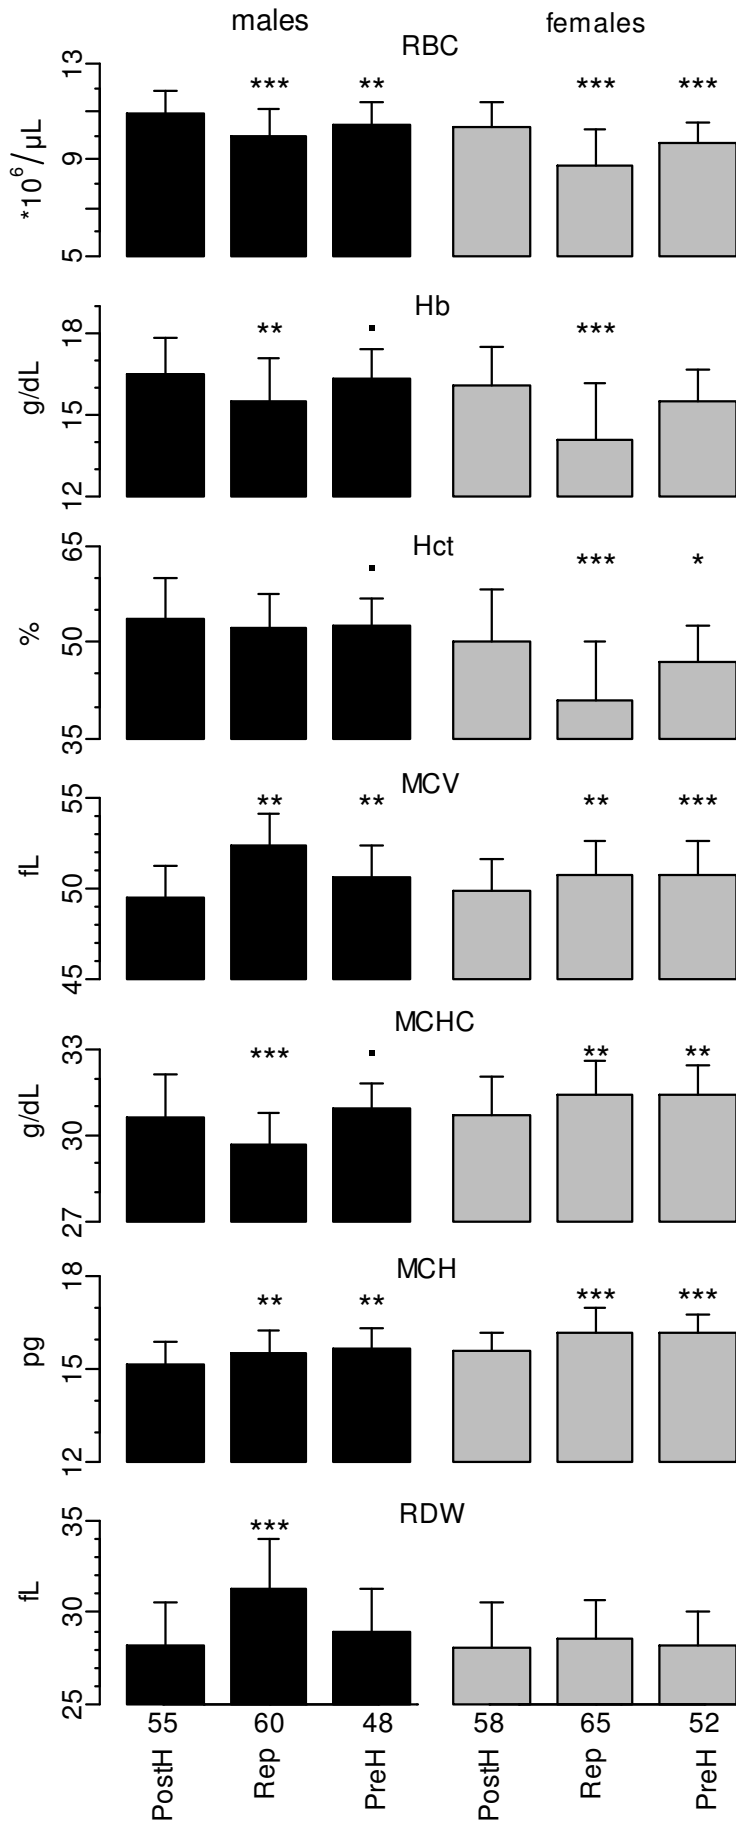 males females
RBC
*** ** *** ***
13
9
5
*10⁶/µL
Hb
** . ***
18
15
12
g/dL
Hct
. *** *
65
50
35
%
MCV
** ** ** ***
55
50
45
fL
MCHC
*** . ** **
33
30
27
g/dL
MCH
** ** *** ***
18
15
12
pg
RDW
***
35
30
25
fL
55 60 48 58 65 52
PostH Rep PreH PostH Rep PreH